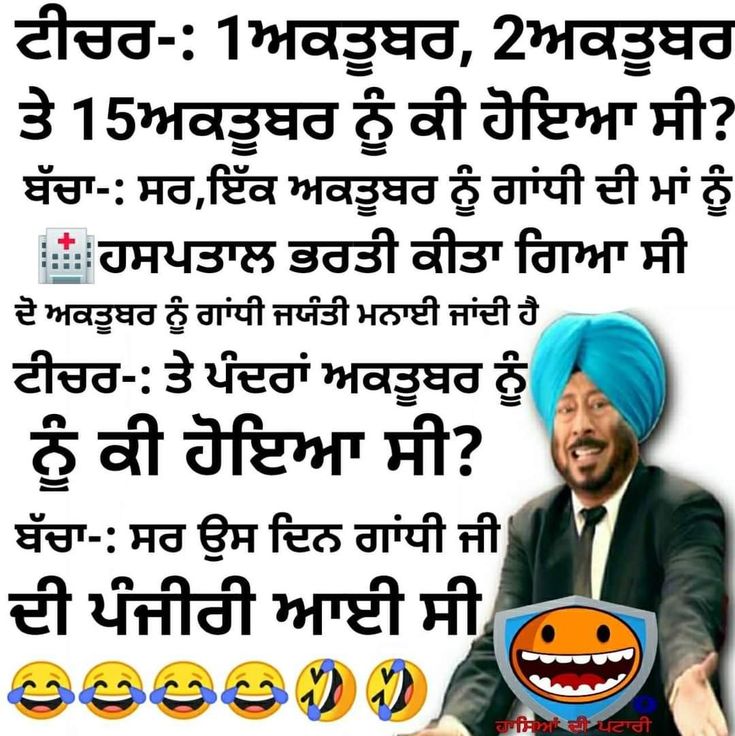 ਟੀਚਰ-: 1ਅਕਤੂਬਰ, 2ਅਕਤੂਬਰ
ਤੇ 15ਅਕਤੂਬਰ ਨੂੰ ਕੀ ਹੋਇਆ ਸੀ?
ਬੱਚਾ-: ਸਰ,ਇੱਕ ਅਕਤੂਬਰ ਨੂੰ ਗਾਂਧੀ ਦੀ ਮਾਂ ਨੂੰ
ਹਸਪਤਾਲ ਭਰਤੀ ਕੀਤਾ ਗਿਆ ਸੀ
ਦੋ ਅਕਤੂਬਰ ਨੂੰ ਗਾਂਧੀ ਜਯੰਤੀ ਮਨਾਈ ਜਾਂਦੀ ਹੈ
ਟੀਚਰ-: ਤੇ ਪੰਦਰਾਂ ਅਕਤੂਬਰ ਨੂੰ
ਨੂੰ ਕੀ ਹੋਇਆ ਸੀ?
ਬੱਚਾ-: ਸਰ ਉਸ ਦਿਨ ਗਾਂਧੀ ਜੀ
ਦੀ ਪੰਜੀਰੀ ਆਈ ਸੀ
ਹਾਸਿਆਂ ਦੀ ਪਟਾਰੀ